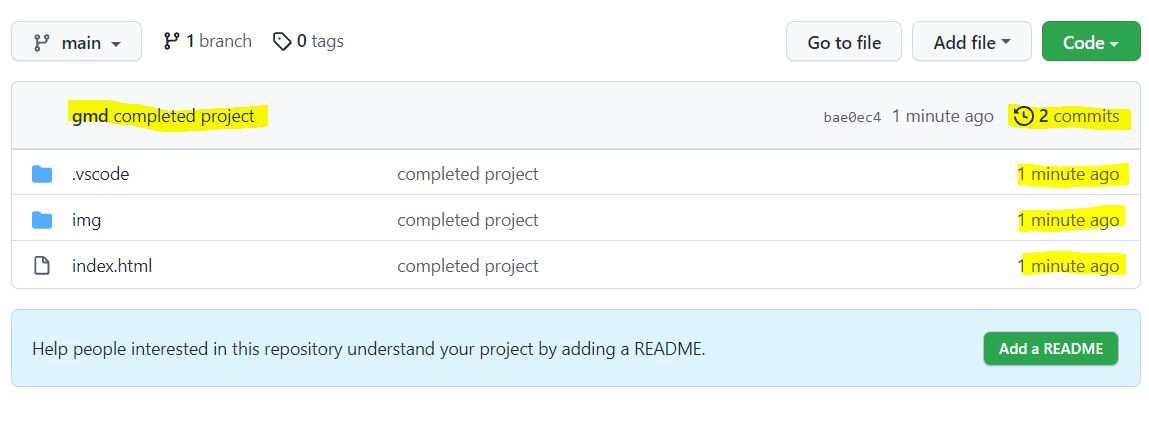 main 1 branch 0 tags Go to file Add file Code
gmd completed project bae0ec4 1 minute ago 2 commits
.vscode completed project 1 minute ago
img completed project 1 minute ago
index.html completed project 1 minute ago
Help people interested in this repository understand your project by adding a README. Add a README